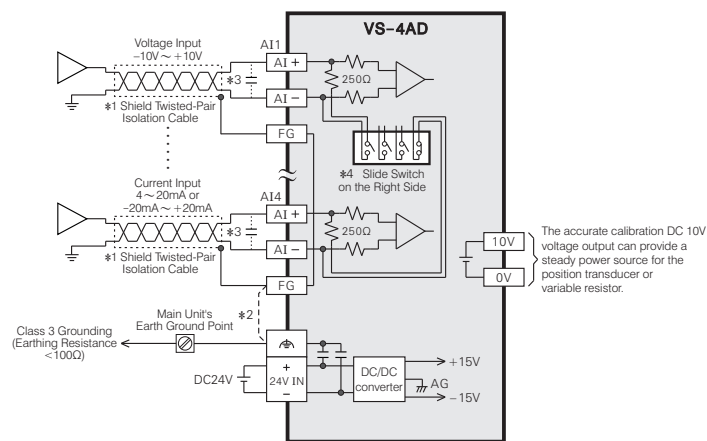 VS-4AD
Voltage Input
−10V～+10V
AI1
AI +
AI −
FG
250Ω
*3
*1 Shield Twisted-Pair
Isolation Cable
*4 Slide Switch
on the Right Side
Current Input
4～20mA or
−20mA～+20mA
AI4
AI +
AI −
FG
250Ω
*3
*1 Shield Twisted-Pair
Isolation Cable
10V
0V
The accurate calibration DC 10V
voltage output can provide a
steady power source for the
position transducer or
variable resistor.
*2
Main Unit's
Earth Ground Point
Class 3 Grounding
(Earthing Resistance
<100Ω)
DC24V
+
24V IN
−
DC/DC
converter
+15V
AG
−15V